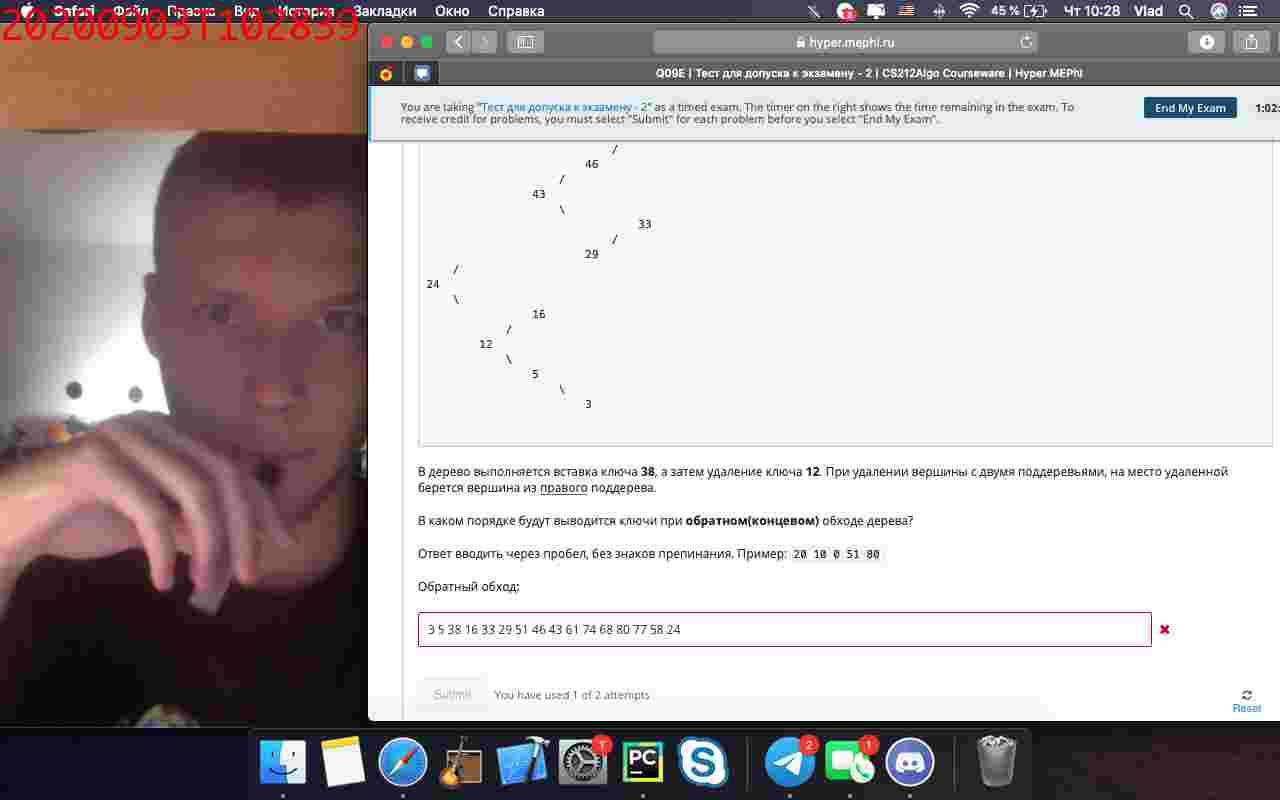 Safari Файл Правка Вид История Закладки Окно Справка 45 % Чт 10:28 Vlad
20200903T102839
hyper.mephi.ru
Q09E | Тест для допуска к экзамену - 2 | CS212Algo Courseware | Hyper.MEPhI
You are taking "Тест для допуска к экзамену - 2" as a timed exam. The timer on the right shows the time remaining in the exam. To
receive credit for problems, you must select "Submit" for each problem before you select "End My Exam".
End My Exam
1:02:
/
46
/
43
\
33
/
29
/
24
\
16
/
12
\
5
\
3
В дерево выполняется вставка ключа 38, а затем удаление ключа 12. При удалении вершины с двумя поддеревьями, на место удаленной
берется вершина из правого поддерева.
В каком порядке будут выводится ключи при обратном(концевом) обходе дерева?
Ответ вводить через пробел, без знаков препинания. Пример: 20 10 0 51 80
Обратный обход:
3 5 38 16 33 29 51 46 43 61 74 68 80 77 58 24
Submit
You have used 1 of 2 attempts
Reset
PC
2
1